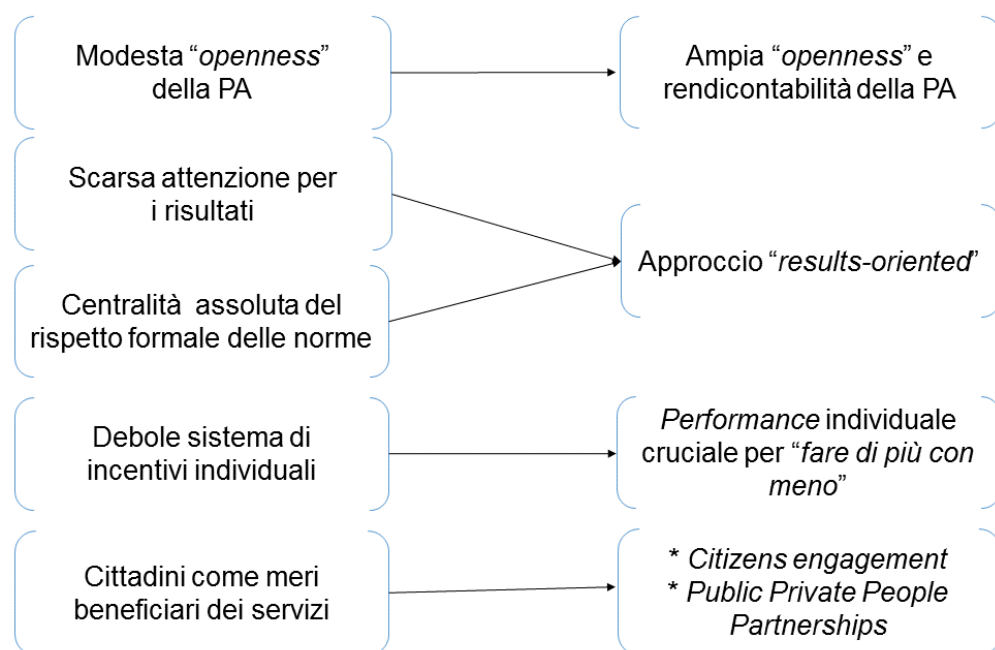 Modesta “openness”
della PA
Ampia “openness” e
rendicontabilità della PA
Scarsa attenzione per
i risultati
Centralità assoluta del
rispetto formale delle norme
Approccio “results-oriented”
Debole sistema di
incentivi individuali
Performance individuale
cruciale per “fare di più con
meno”
Cittadini come meri
beneficiari dei servizi
* Citizens engagement
* Public Private People
Partnerships